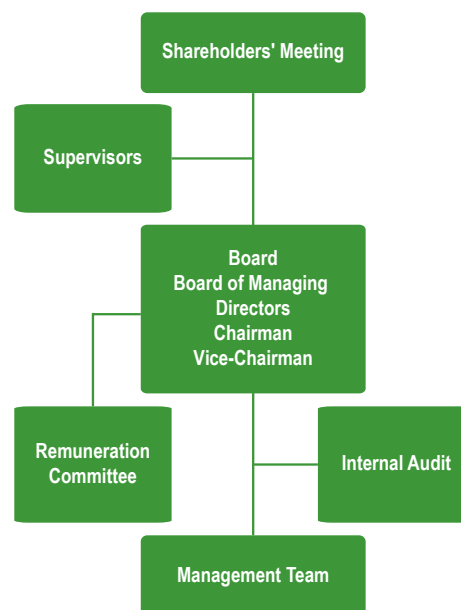 Shareholders' Meeting
Supervisors
Board
Board of Managing
Directors
Chairman
Vice-Chairman
Remuneration
Committee
Internal Audit
Management Team